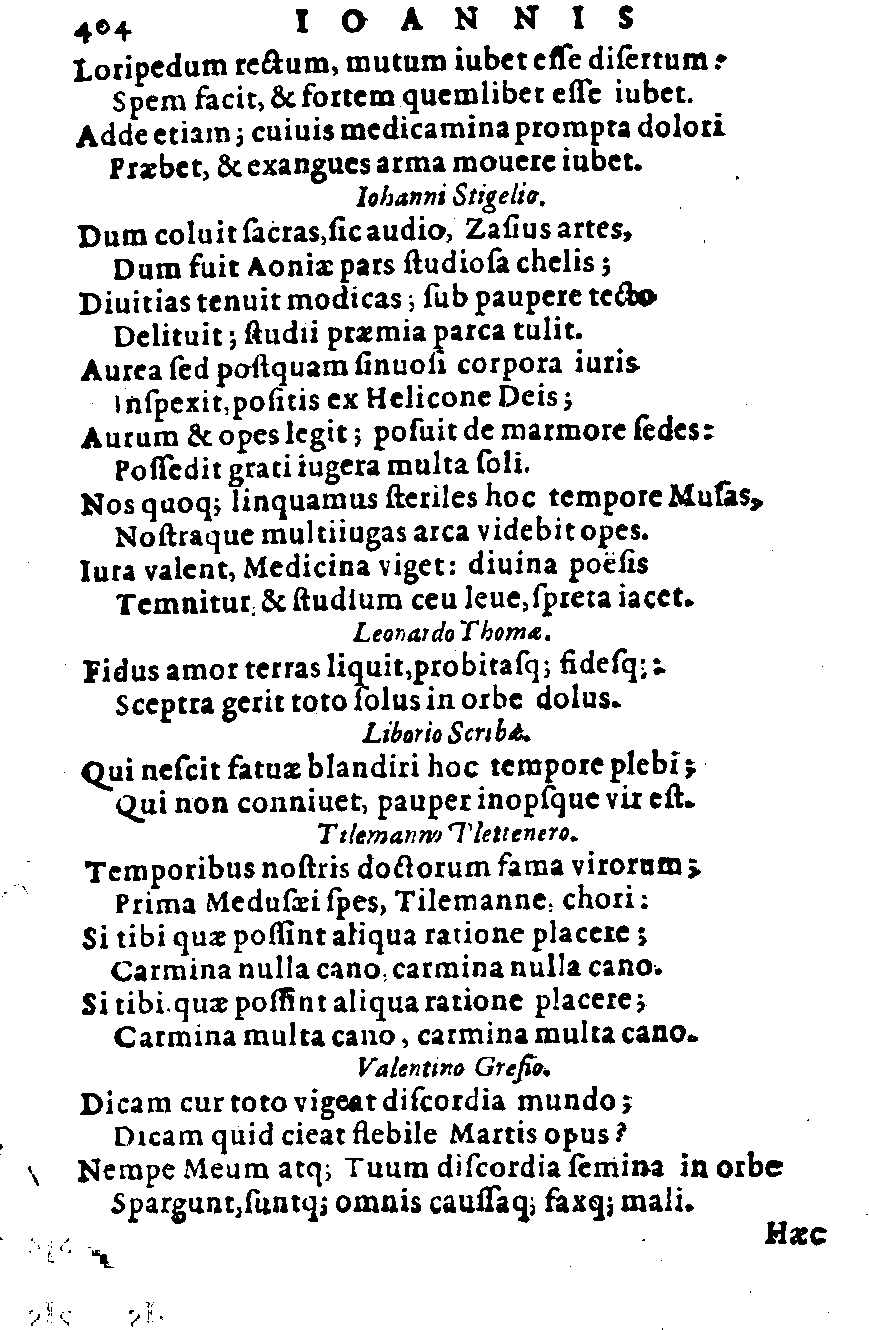 404 IOANNIS
Loripedum rectum, mutum iubet eſſe diſertum:
Spem facit, & fortem quemlibet eſſe iubet.
Adde etiam; cuiuis medicamina prompta dolori
Præbet, & exangues arma mouere iubet.
Iohanni Stigelio.
Dum coluit ſacras, ſic audio, Zaſius artes,
Dum fuit Aoniæ pars ſtudioſa chelis;
Diuitias tenuit modicas; ſub paupere tecto
Delituit; ſtudii præmia parca tulit.
Aurea ſed poſtquam ſinuoſi corpora iuris
Inſpexit, poſitis ex Helicone Deis;
Aurum & opes legit; poſuit de marmore ſedes:
Poſſedit grati iugera multa ſoli.
Nos quoq; linquamus ſteriles hoc tempore Muſas,
Noſtraque multiiugas arca videbit opes.
Iura valent, Medicina viget: diuina poëſis
Temnitur, & ſtudium ceu leue, ſpreta iacet.
Leonardo Thomæ.
Fidus amor terras liquit, probitaſq; fideſq;:
Sceptra gerit toto ſolus in orbe dolus.
Liborio Scribæ.
Qui neſcit fatuæ blandiri hoc tempore plebi;
Qui non conniuet, pauper inopſque vir eſt.
Tilemanno Plettenero.
Temporibus noſtris doctorum fama virorum;
Prima Meduſæi ſpes, Tilemanne, chori:
Si tibi quæ poſſint aliqua ratione placere;
Carmina nulla cano, carmina nulla cano.
Si tibi quæ poſſint aliqua ratione placere;
Carmina multa cano, carmina multa cano.
Valentino Greſio.
Dicam cur toto vigeat diſcordia mundo;
Dicam quid cieat flebile Martis opus?
Nempe Meum atq; Tuum diſcordia ſemina in orbe
Spargunt, ſuntq; omnis cauſſaq; faxq; mali.
Hæc